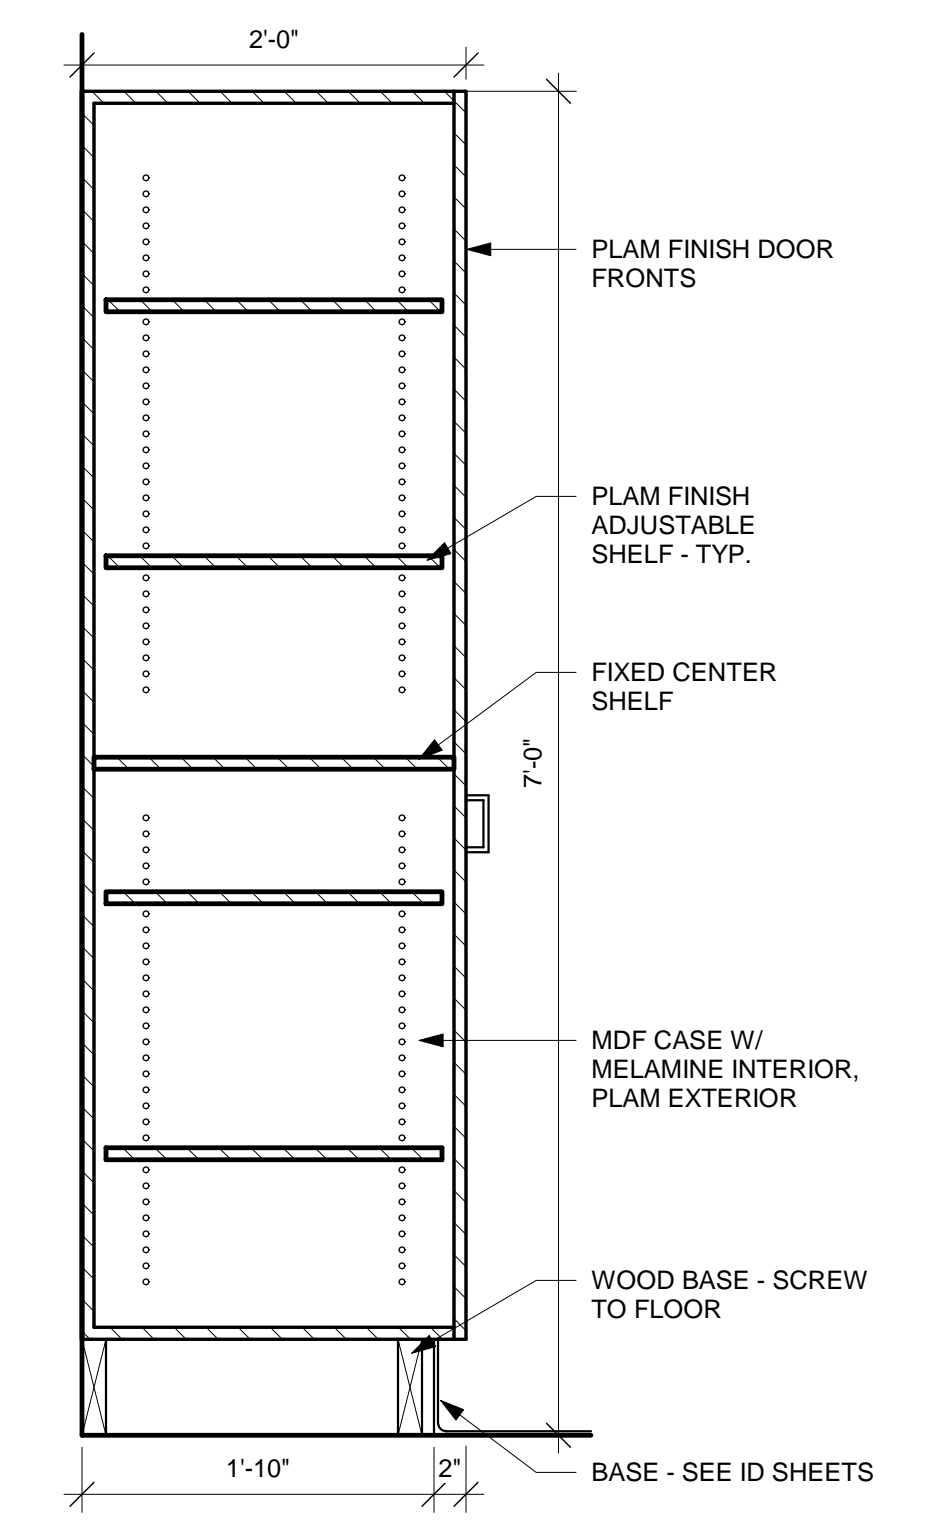 2'-0"
PLAM FINISH DOOR
FRONTS
PLAM FINISH
ADJUSTABLE
SHELF - TYP.
FIXED CENTER
SHELF
7'-0"
MDF CASE W/
MELAMINE INTERIOR,
PLAM EXTERIOR
WOOD BASE - SCREW
TO FLOOR
1'-10"
2"
BASE - SEE ID SHEETS